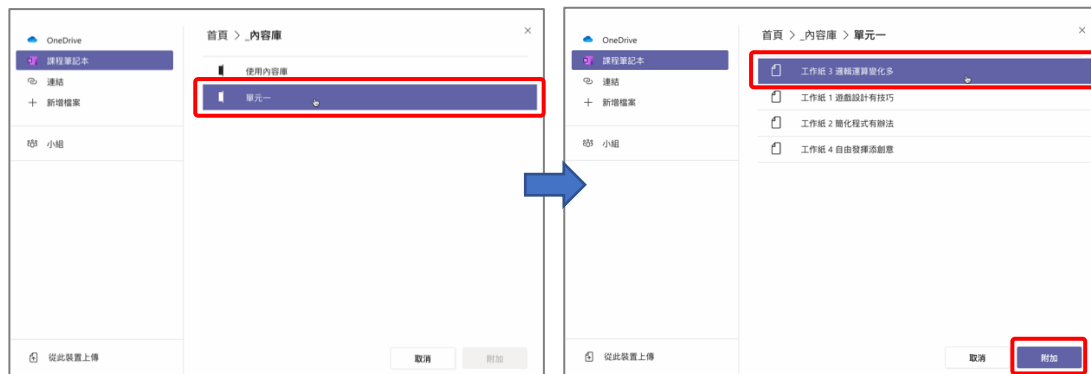 首頁 > _內容庫
OneDrive
課程筆記本
連結
新增檔案
小組
使用內容庫
單元一
從此裝置上傳
取消
附加
首頁 > _內容庫 > 單元一
OneDrive
課程筆記本
連結
新增檔案
小組
工作紙 3 邏輯運算變化多
工作紙 1 遊戲設計有技巧
工作紙 2 簡化程式有辦法
工作紙 4 自由發揮添創意
從此裝置上傳
取消
附加